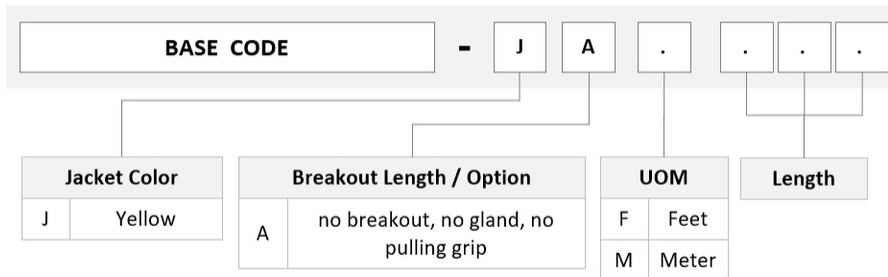 BASE CODE - J A . . . .
Jacket Color
J Yellow
Breakout Length / Option
A no breakout, no gland, no
pulling grip
UOM
F Feet
M Meter
Length